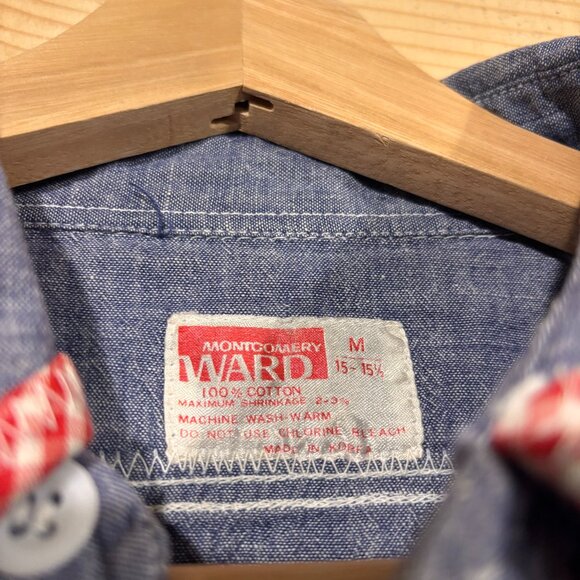 MONTGOMERY
WARD
M
15-15½
100% COTTON
MAXIMUM SHRINKAGE 2-3%
MACHINE WASH WARM
DO NOT USE CHLORINE BLEACH
MADE IN KOREA